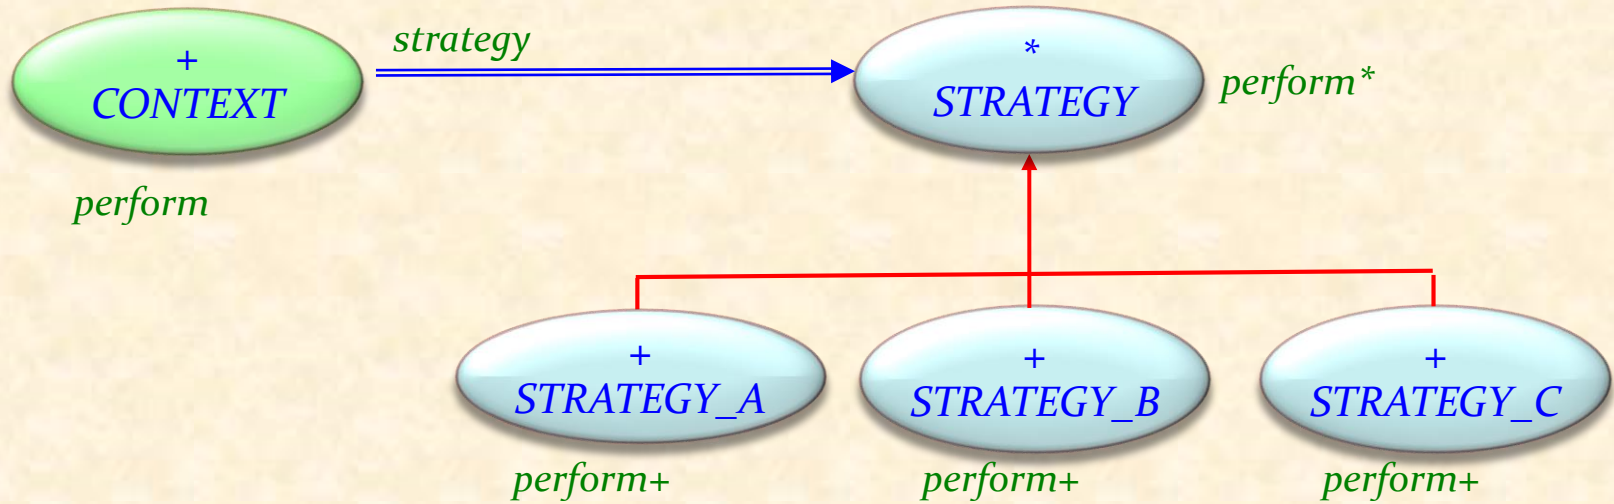 +
CONTEXT
perform
strategy
*
STRATEGY
perform*
+
STRATEGY_A
perform+
+
STRATEGY_B
perform+
+
STRATEGY_C
perform+